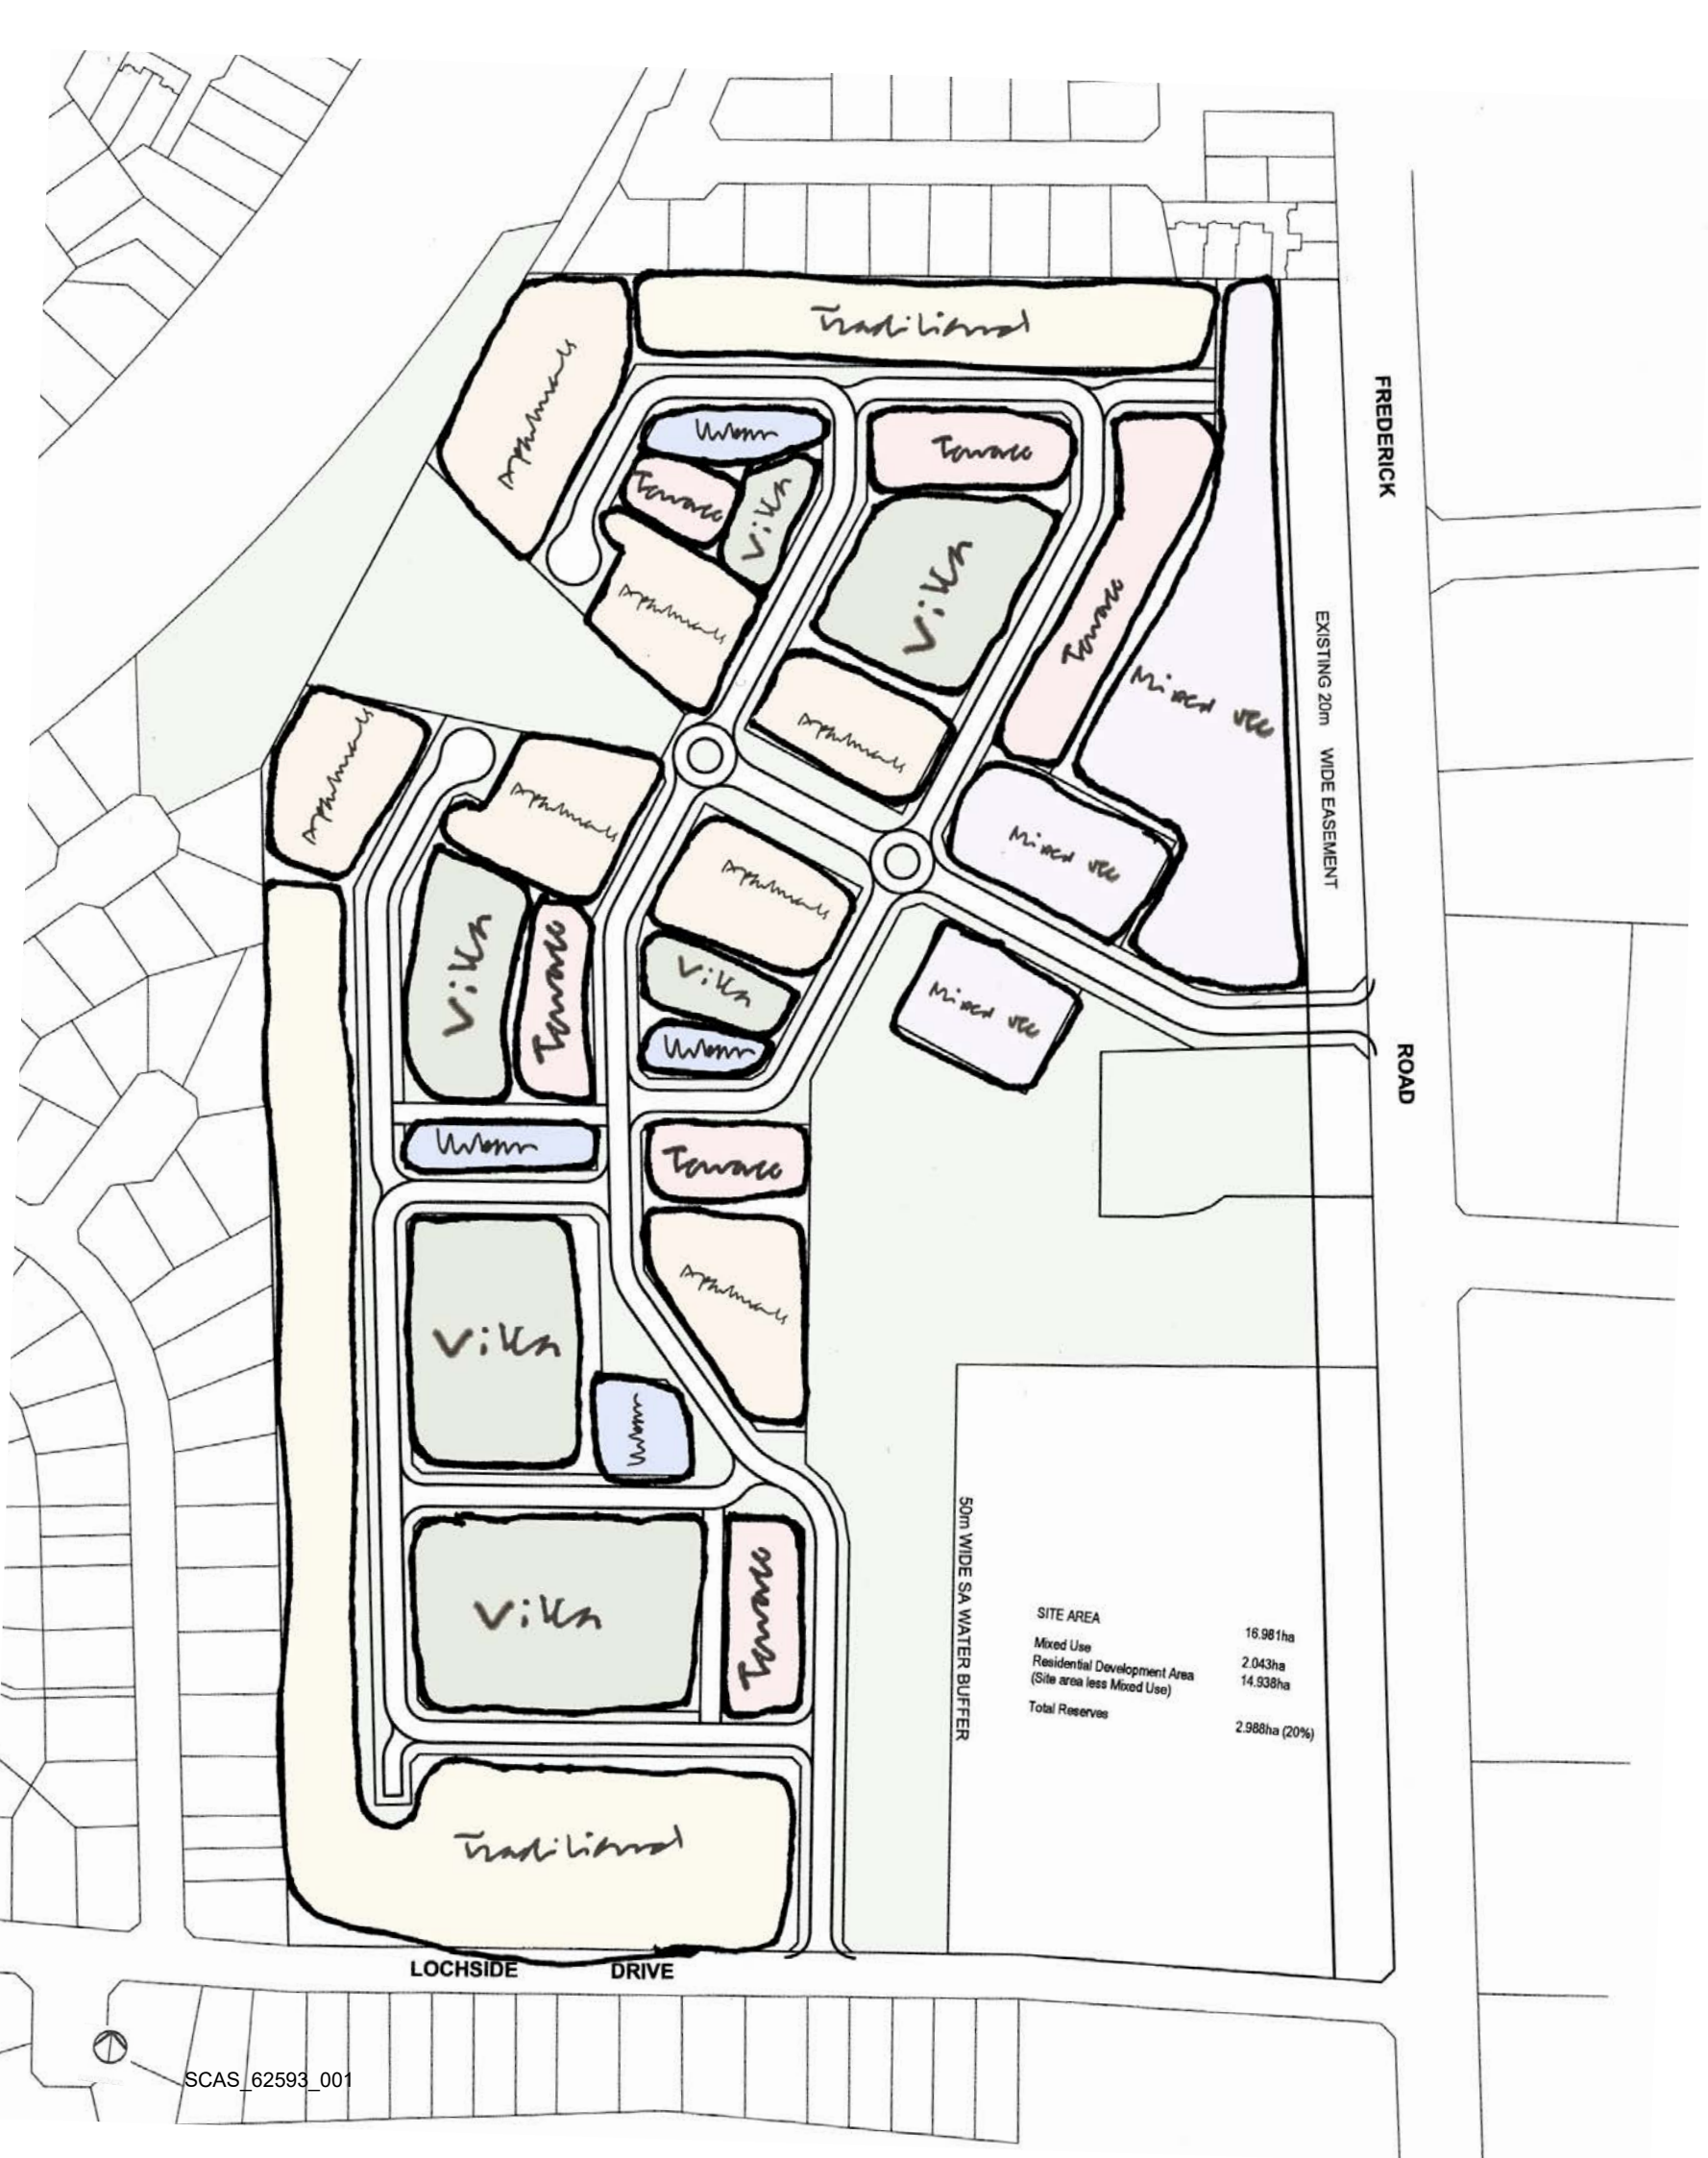 Traditional
Apartments
Urban
Terrace
Terrace
Villa
FREDERICK
Villa
Apartments
Terrace
EXISTING 20m WIDE EASEMENT
Mixed use
Apartments
Apartments
Apartments
Mixed use
Apartments
Villa
Terrace
Villa
Mixed use
Urban
ROAD
Urban
Terrace
Apartments
Villa
Urban
50m WIDE SA WATER BUFFER
Villa
Terrace
SITE AREA 16.981ha
Mixed Use 2.043ha
Residential Development Area 14.938ha
(Site area less Mixed Use)
Total Reserves 2.988ha (20%)
Traditional
LOCHSIDE DRIVE
SCAS_62593_001